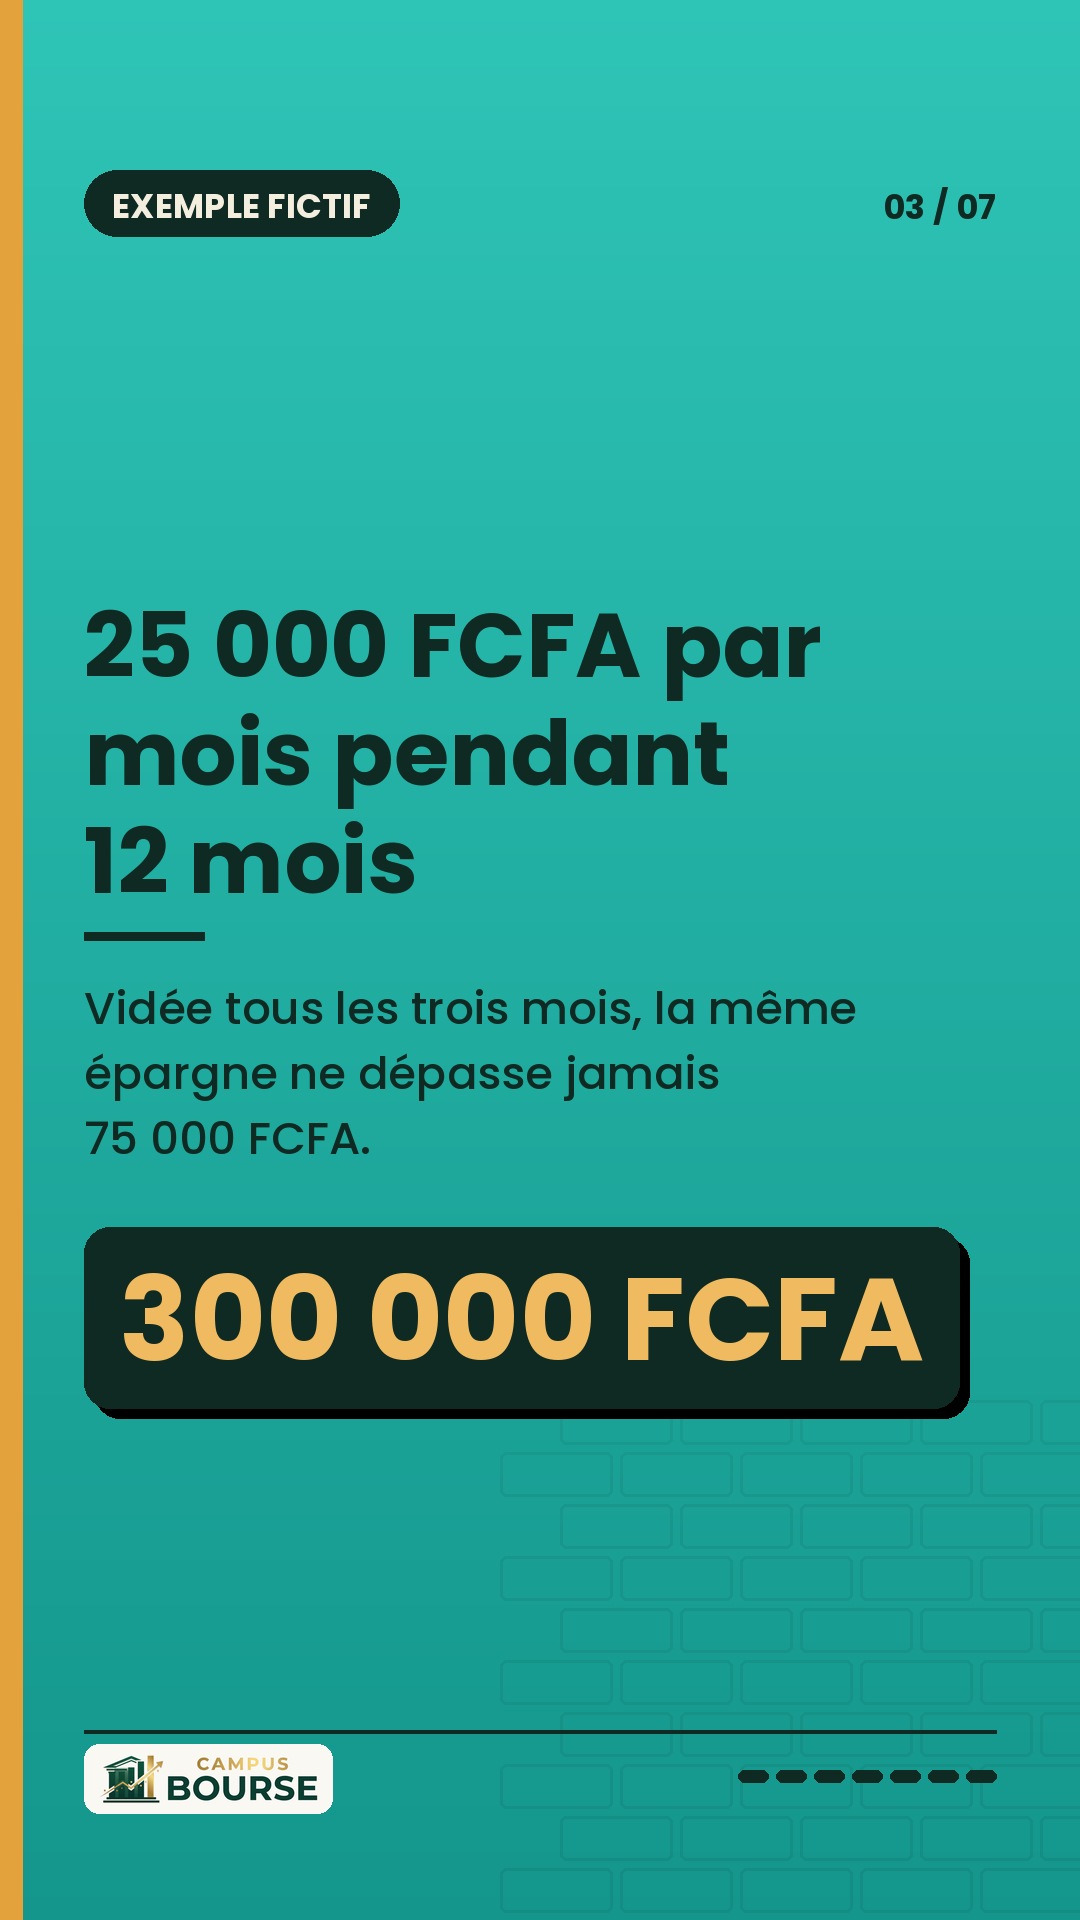 EXEMPLE FICTIF
03 / 07
25 000 FCFA par
mois pendant
12 mois
Vidée tous les trois mois, la même
épargne ne dépasse jamais
75 000 FCFA.
300 000 FCFA
CAMPUS
BOURSE